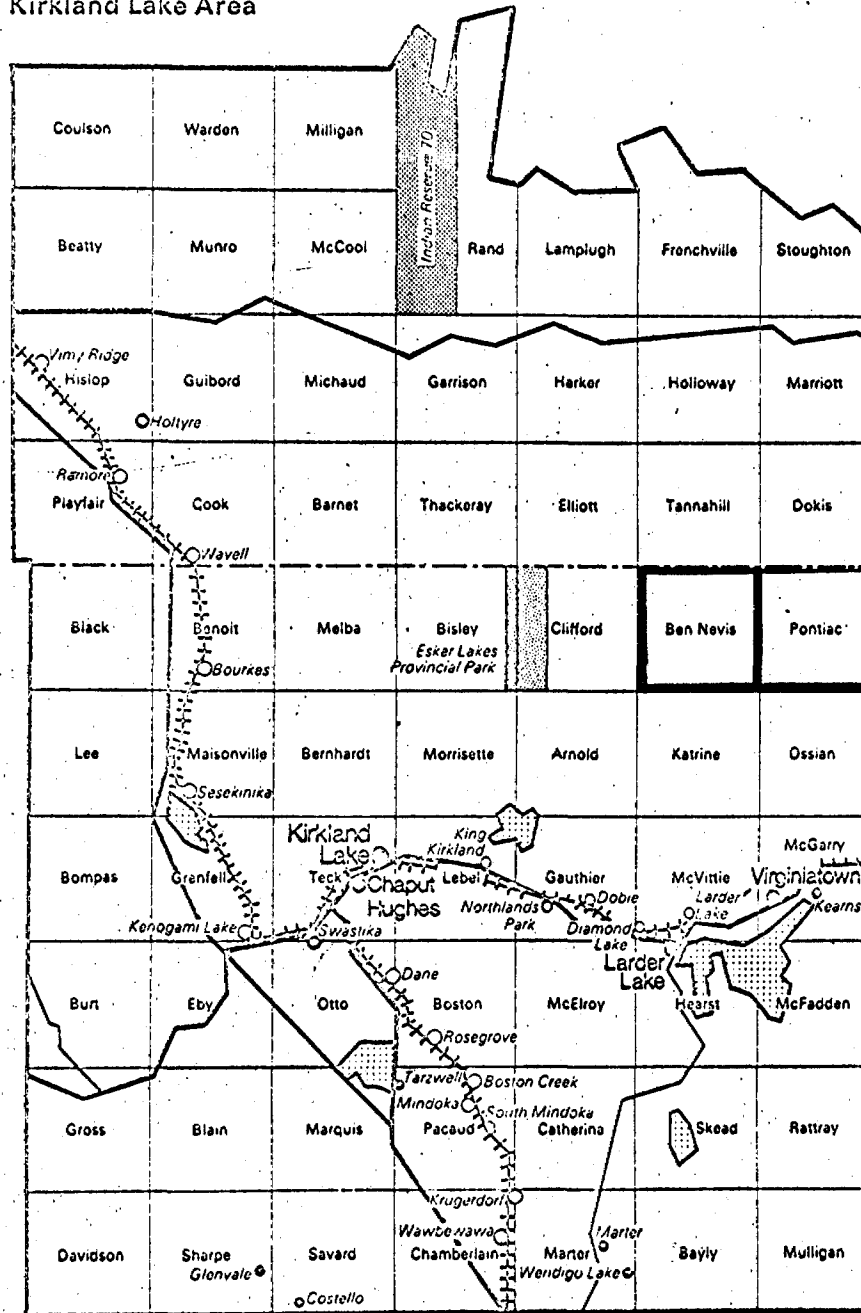 Kirkland Lake Area
Coulson
Warden
Milligan
Indian Reserve 70
Beatty
Munro
McCool
Rand
Lamplugh
Frenchville
Stoughton
Vimy Ridge
Hislop
Guibord
Michaud
Garrison
Harker
Holloway
Marriott
Holtyre
Ramore
Playfair
Cook
Barnet
Thackeray
Elliott
Tannahill
Dokis
Wavell
Black
Benoit
Melba
Bisley
Clifford
Ben Nevis
Pontiac
Esker Lakes
Provincial Park
Bourkes
Lee
Maisonville
Bernhardt
Morrisette
Arnold
Katrine
Ossian
Sesekinika
Kirkland
Lake
King
Kirkland
McGarry
Bompas
Grenfell
Teck
Chaput
Hughes
Lebel
Gauthier
McVittie
Virginiatown
Northlands
Park
Dobie
Larder
Lake
Kearns
Kenogami Lake
Swastika
Diamond
Lake
Larder
Lake
Dane
Burt
Eby
Otto
Boston
McElroy
Hearst
McFadden
Rosegrove
Tarzwell
Boston Creek
Mindoka
South Mindoka
Gross
Blain
Marquis
Pacaud
Catharina
Skead
Rattray
Krugerdorf
Wawbewawa
Marter
Davidson
Sharpe
Savard
Chamberlain
Marter
Bayly
Mulligan
Glenvale
Wendigo Lake
Costello